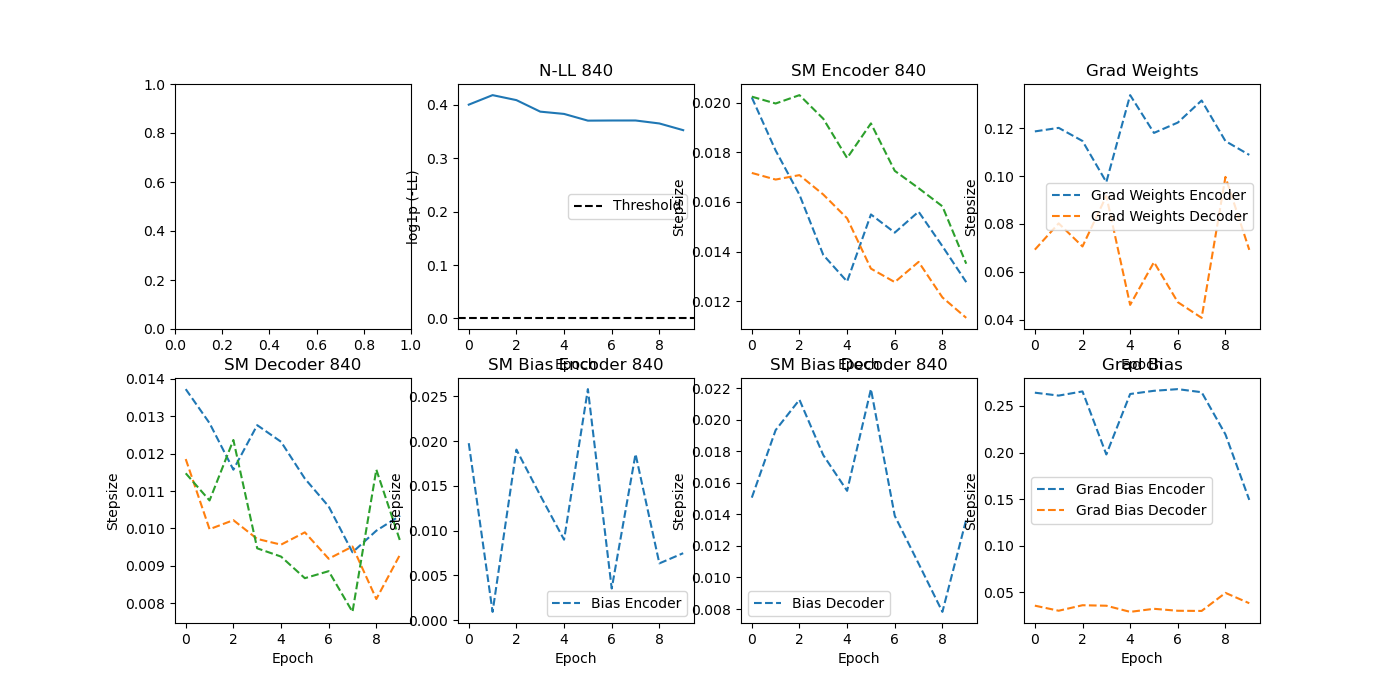 N-LL 840
SM Encoder 840
Grad Weights
1.0
0.8
0.6
0.4
0.2
0.0
0.0 0.2 0.4 0.6 0.8 1.0
log1p (-LL)
0.4
0.3
0.2
0.1
0.0
Threshold
0 2 4 6 8
Epoch
Stepsize
0.020
0.018
0.016
0.014
0.012
0 2 4 6 8
Epoch
Stepsize
0.12
0.10
0.08
0.06
0.04
Grad Weights Encoder
Grad Weights Decoder
0 2 4 6 8
Epoch
SM Decoder 840
SM Bias Encoder 840
SM Bias Decoder 840
Grad Bias
Stepsize
0.014
0.013
0.012
0.011
0.010
0.009
0.008
0 2 4 6 8
Epoch
Stepsize
0.025
0.020
0.015
0.010
0.005
0.000
Bias Encoder
0 2 4 6 8
Epoch
Stepsize
0.022
0.020
0.018
0.016
0.014
0.012
0.010
0.008
Bias Decoder
0 2 4 6 8
Epoch
Stepsize
0.25
0.20
0.15
0.10
0.05
Grad Bias Encoder
Grad Bias Decoder
0 2 4 6 8
Epoch